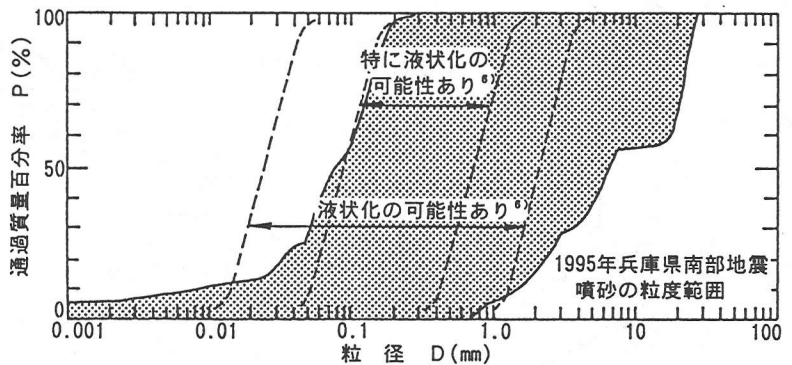 100
50
0
通過質量百分率 P(%)
特に液状化の
可能性あり⁶⁾
液状化の可能性あり⁶⁾
1995年兵庫県南部地震
噴砂の粒度範囲
0.001 0.01 0.1 1.0 10 100
粒 径 D(mm)